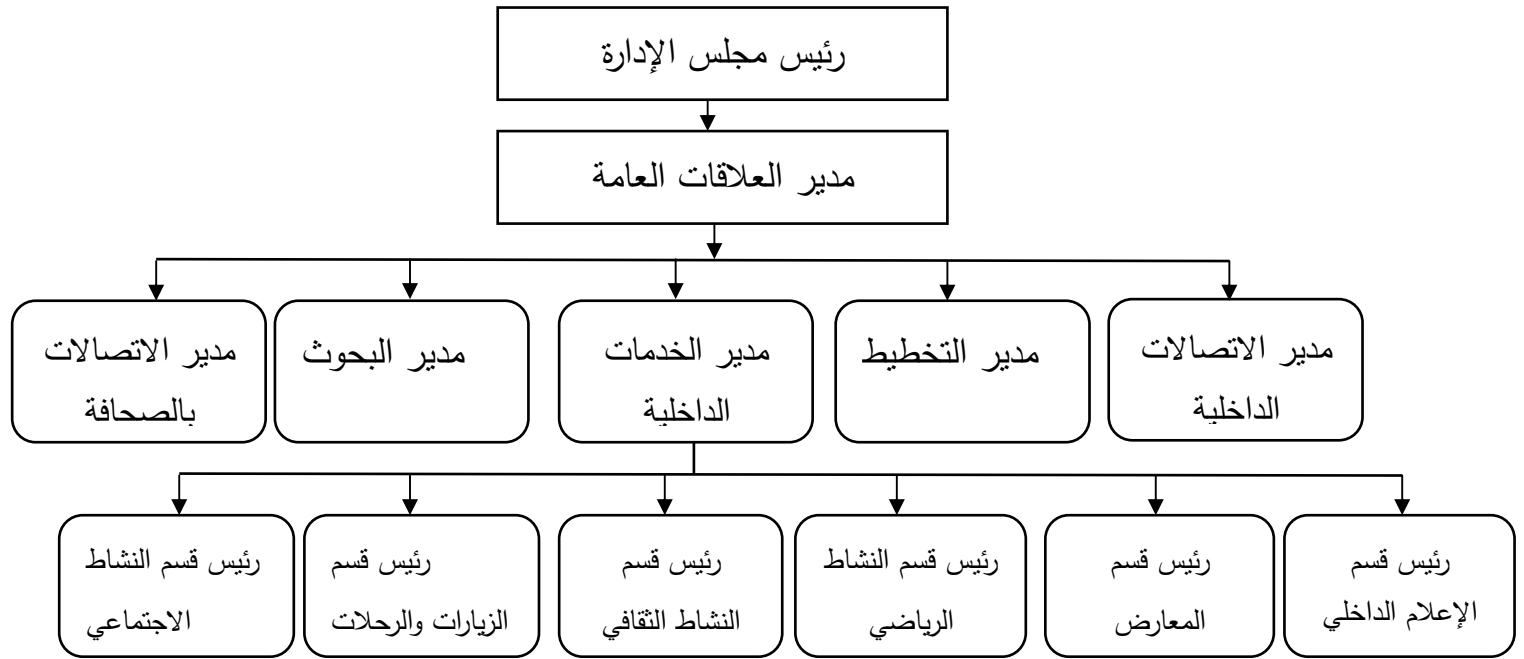 رئيس مجلس الإدارة
مدير العلاقات العامة
مدير الاتصالات
الداخلية
مدير التخطيط
مدير الخدمات
الداخلية
مدير البحوث
مدير الاتصالات
بالصحافة
رئيس قسم
الإعلام الداخلي
رئيس قسم
المعارض
رئيس قسم النشاط
الرياضي
رئيس قسم
النشاط الثقافي
رئيس قسم
الزيارات والرحلات
رئيس قسم النشاط
الاجتماعي